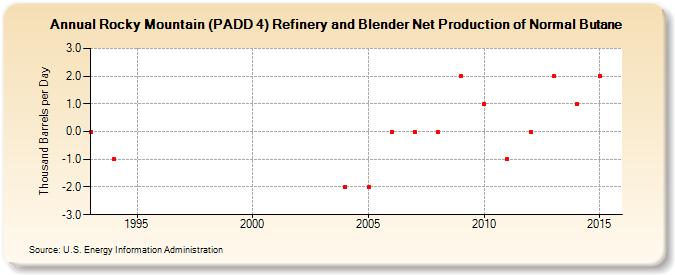 Annual Rocky Mountain (PADD 4) Refinery and Blender Net Production of Normal Butane
Thousand Barrels per Day
3.0
2.0
1.0
0.0
-1.0
-2.0
-3.0
1995 2000 2005 2010 2015
Source: U.S. Energy Information Administration